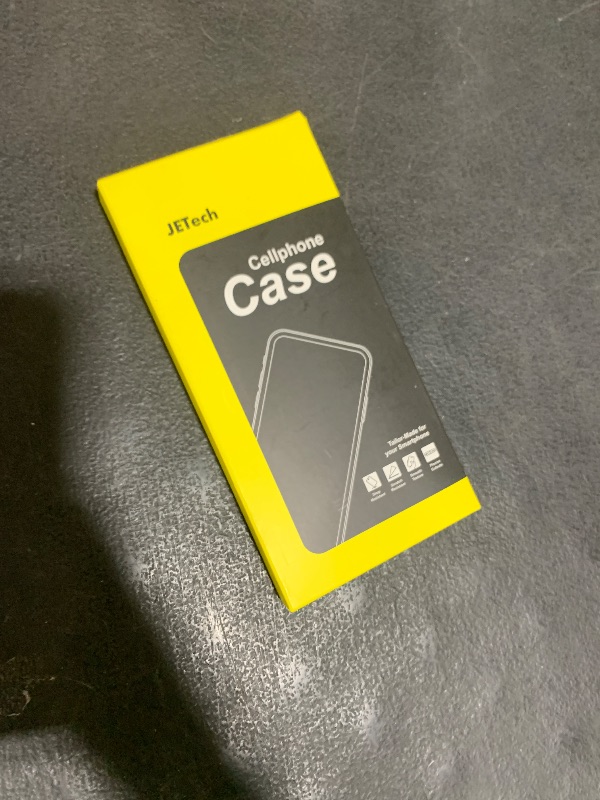 JETech
Cellphone
Case
Tailor-Made for
your Smartphone